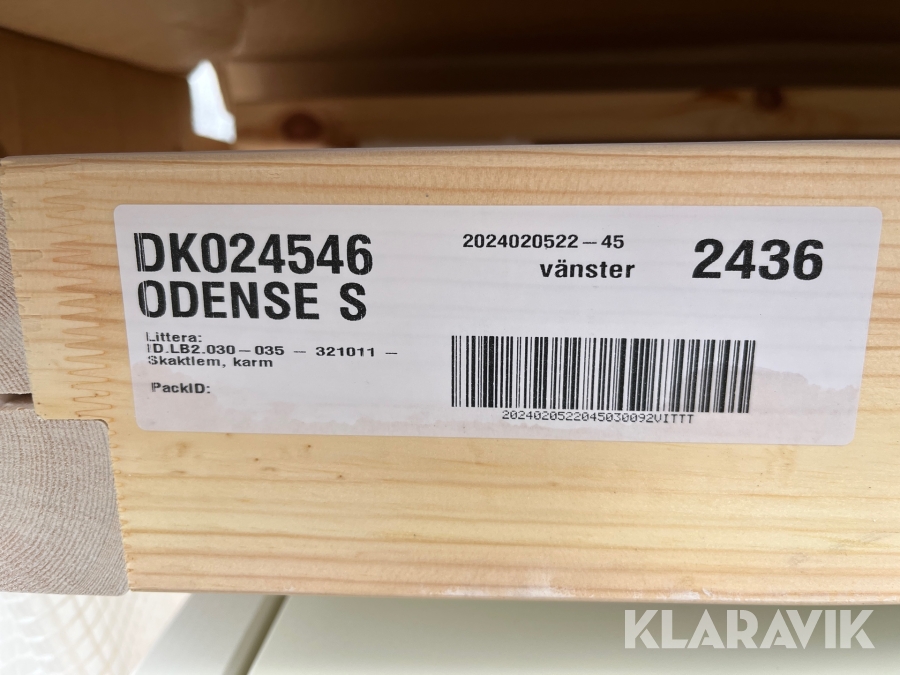 DK024546
ODENSE S
2024020522-45
vänster
2436
Littera:
ID.LB2.030-035 - 321011 -
Skaktlem, karm
PackID:
2024020522045030092VITTT
KLARAVIK